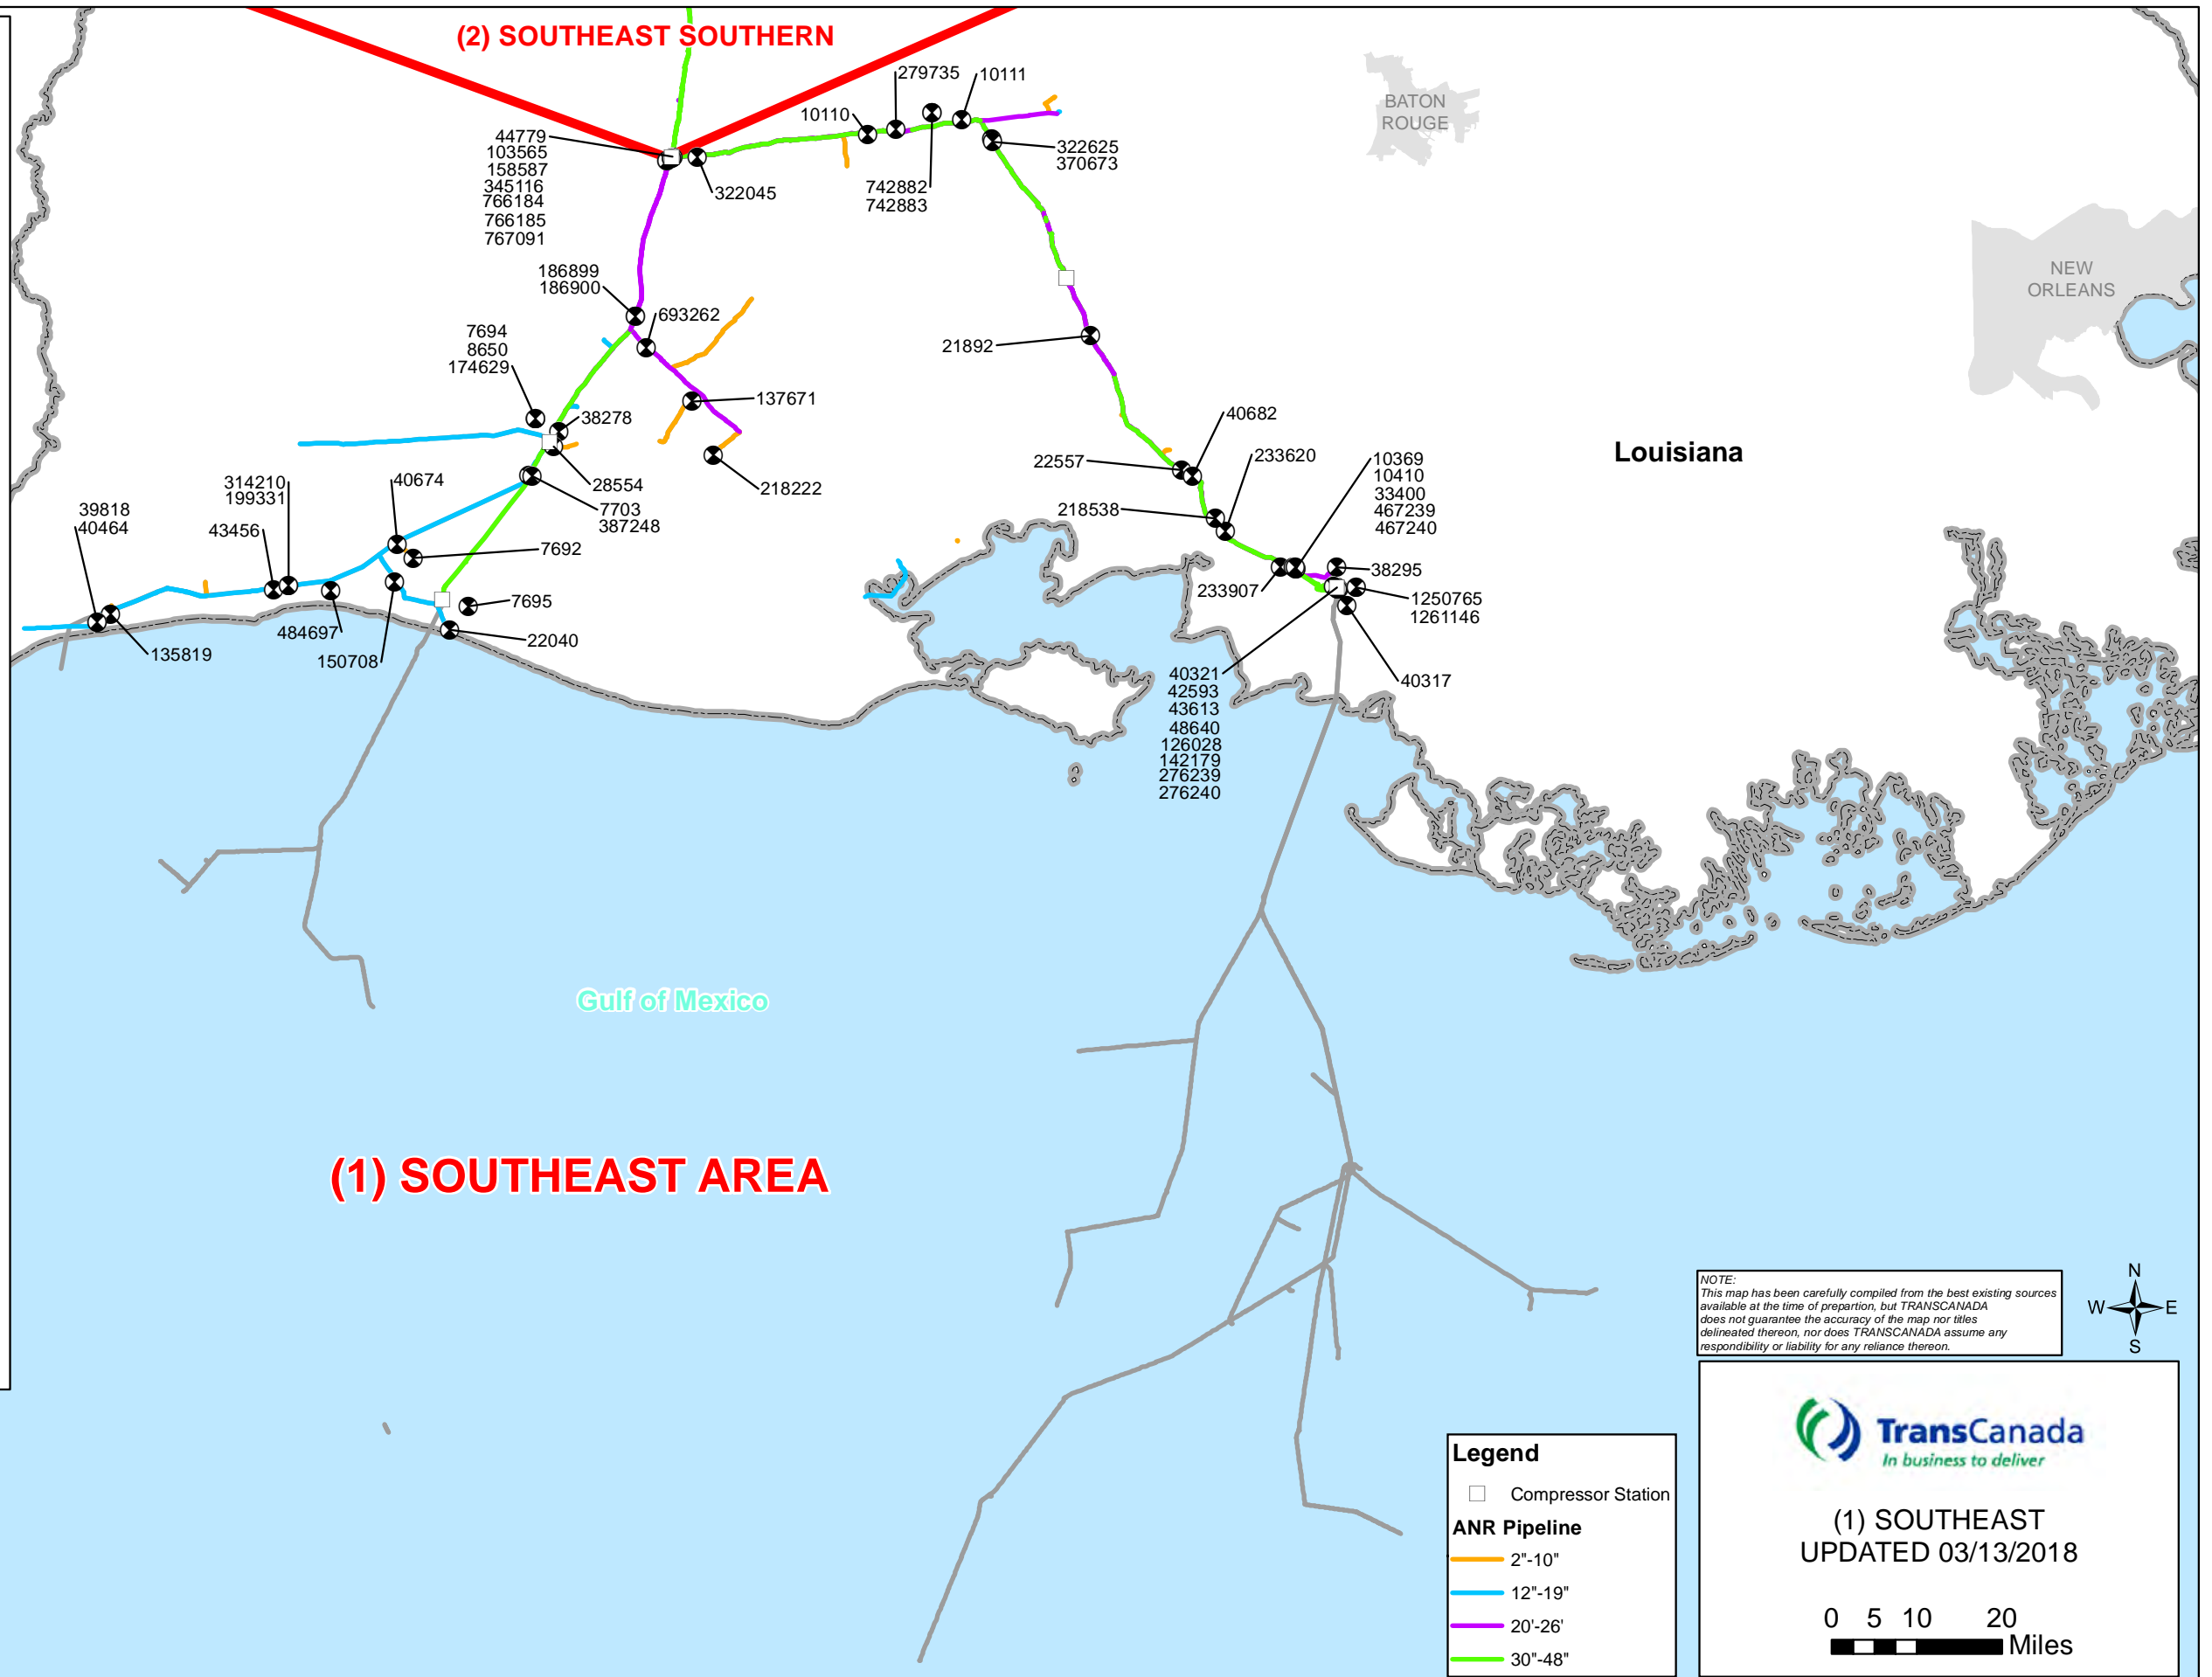 (2) SOUTHEAST SOUTHERN
279735
10111
10110
BATON
ROUGE
44779
103565
158587
345116
766184
766185
767091
322045
742882
742883
322625
370673
NEW
ORLEANS
186899
186900
693262
7694
8650
174629
21892
137671
38278
40682
Louisiana
314210
199331
40674
28554
218222
22557
233620
10369
10410
33400
467239
467240
39818
40464
43456
7703
387248
218538
7692
38295
233907
1250765
1261146
7695
484697
22040
135819
150708
40321
42593
43613
48640
126028
142179
276239
276240
40317
Gulf of Mexico
(1) SOUTHEAST AREA
NOTE:
This map has been carefully compiled from the best existing sources
available at the time of prepartion, but TRANSCANADA
does not guarantee the accuracy of the map nor titles
delineated thereon, nor does TRANSCANADA assume any
respondibility or liability for any reliance thereon.
N
W E
S
Legend
Compressor Station
ANR Pipeline
2"-10"
12"-19"
20'-26'
30"-48"
TransCanada
In business to deliver
(1) SOUTHEAST
UPDATED 03/13/2018
0 5 10 20
Miles